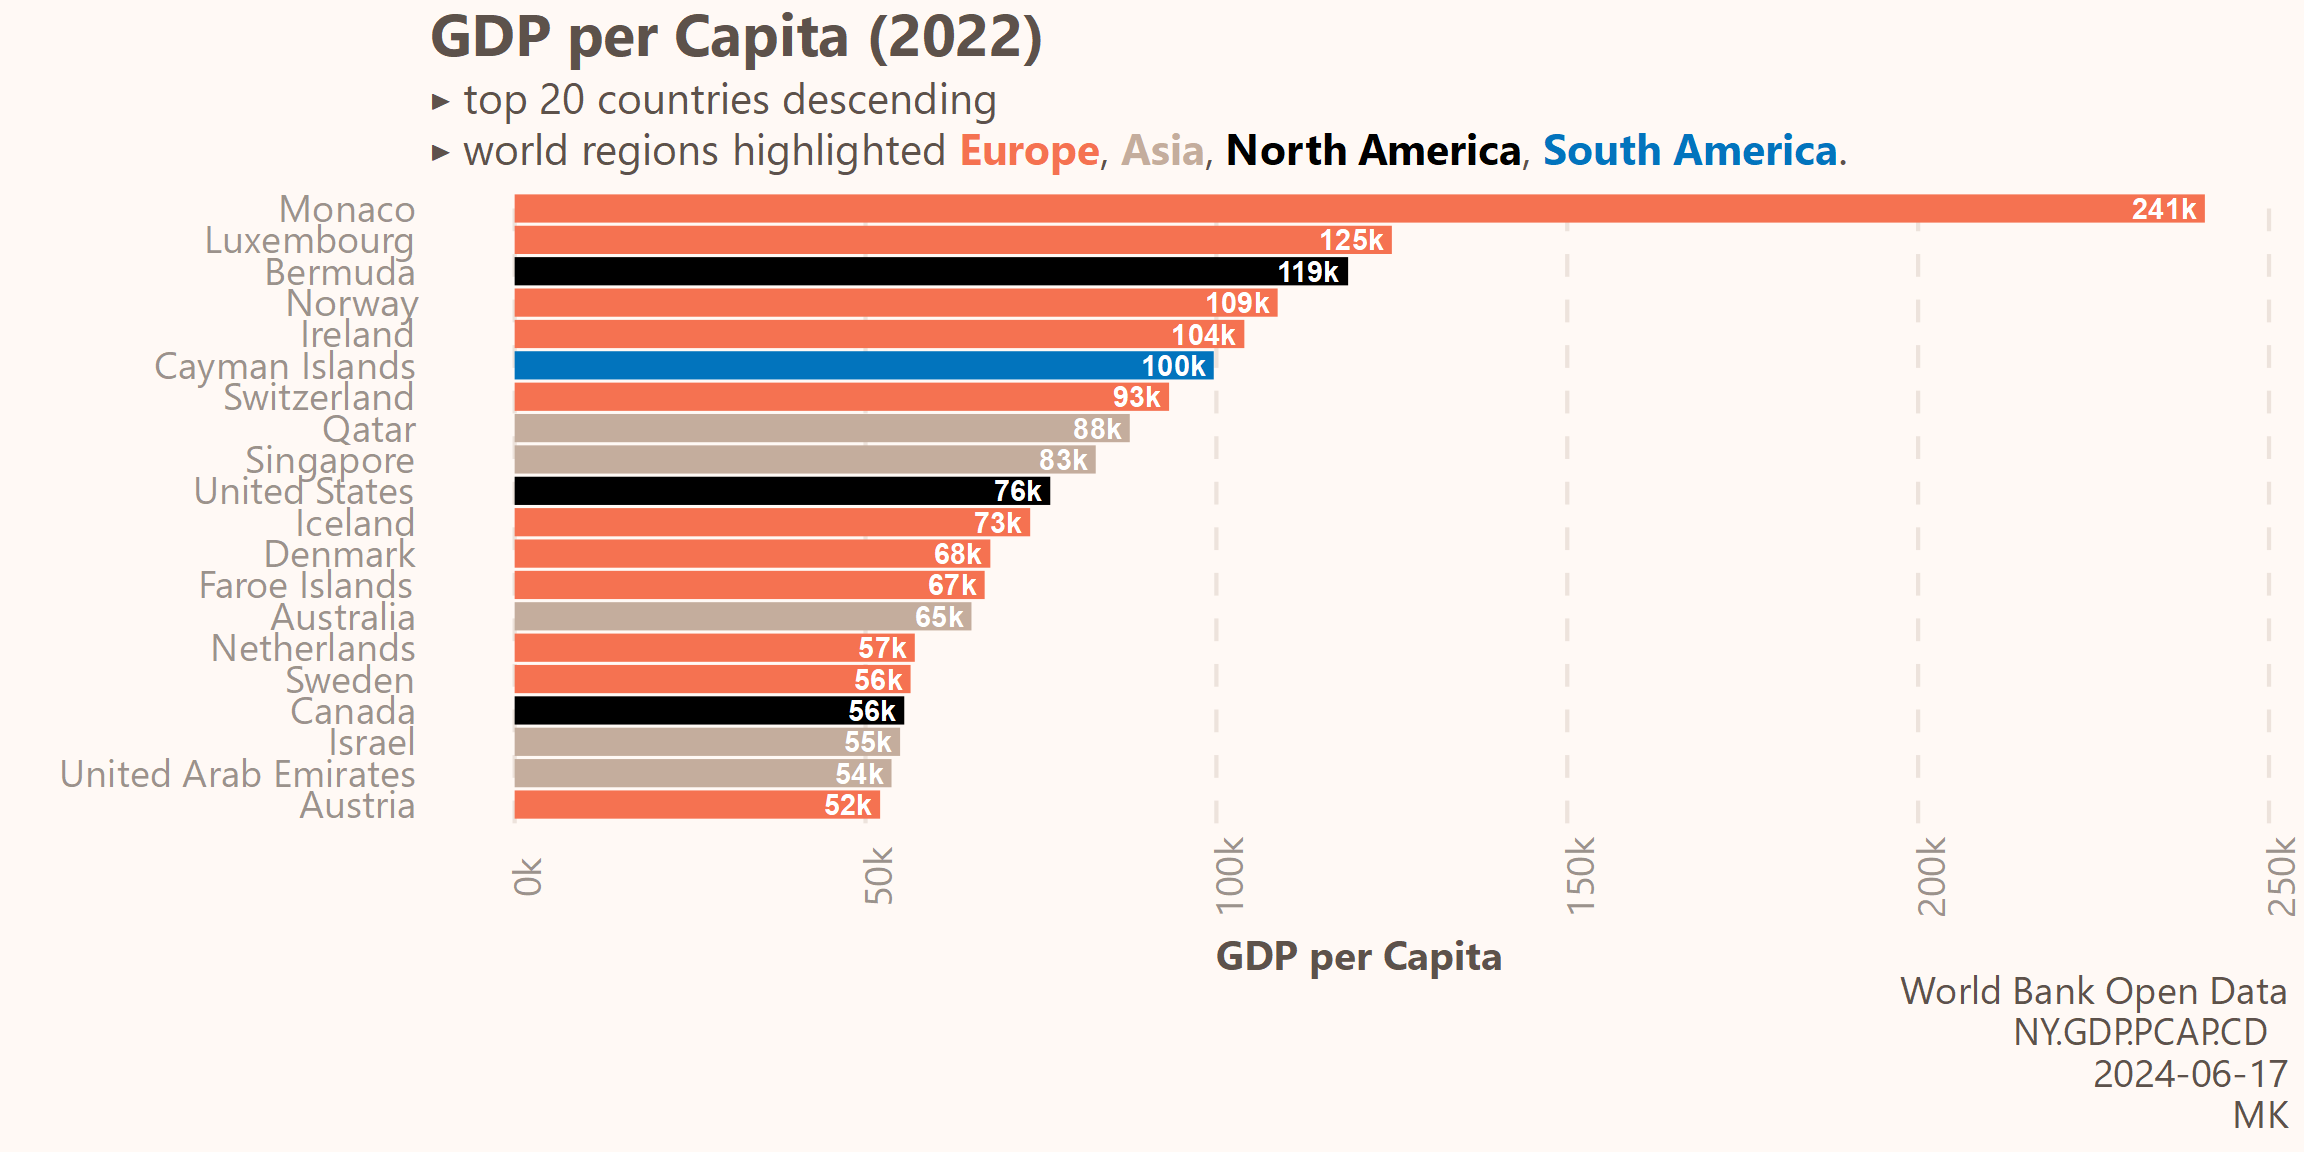 GDP per Capita (2022)
▸ top 20 countries descending
▸ world regions highlighted Europe, Asia, North America, South America.
Monaco 241k
Luxembourg 125k
Bermuda 119k
Norway 109k
Ireland 104k
Cayman Islands 100k
Switzerland 93k
Qatar 88k
Singapore 83k
United States 76k
Iceland 73k
Denmark 68k
Faroe Islands 67k
Australia 65k
Netherlands 57k
Sweden 56k
Canada 56k
Israel 55k
United Arab Emirates 54k
Austria 52k
0k 50k 100k 150k 200k 250k
GDP per Capita
World Bank Open Data
NY.GDP.PCAP.CD
2024-06-17
MK